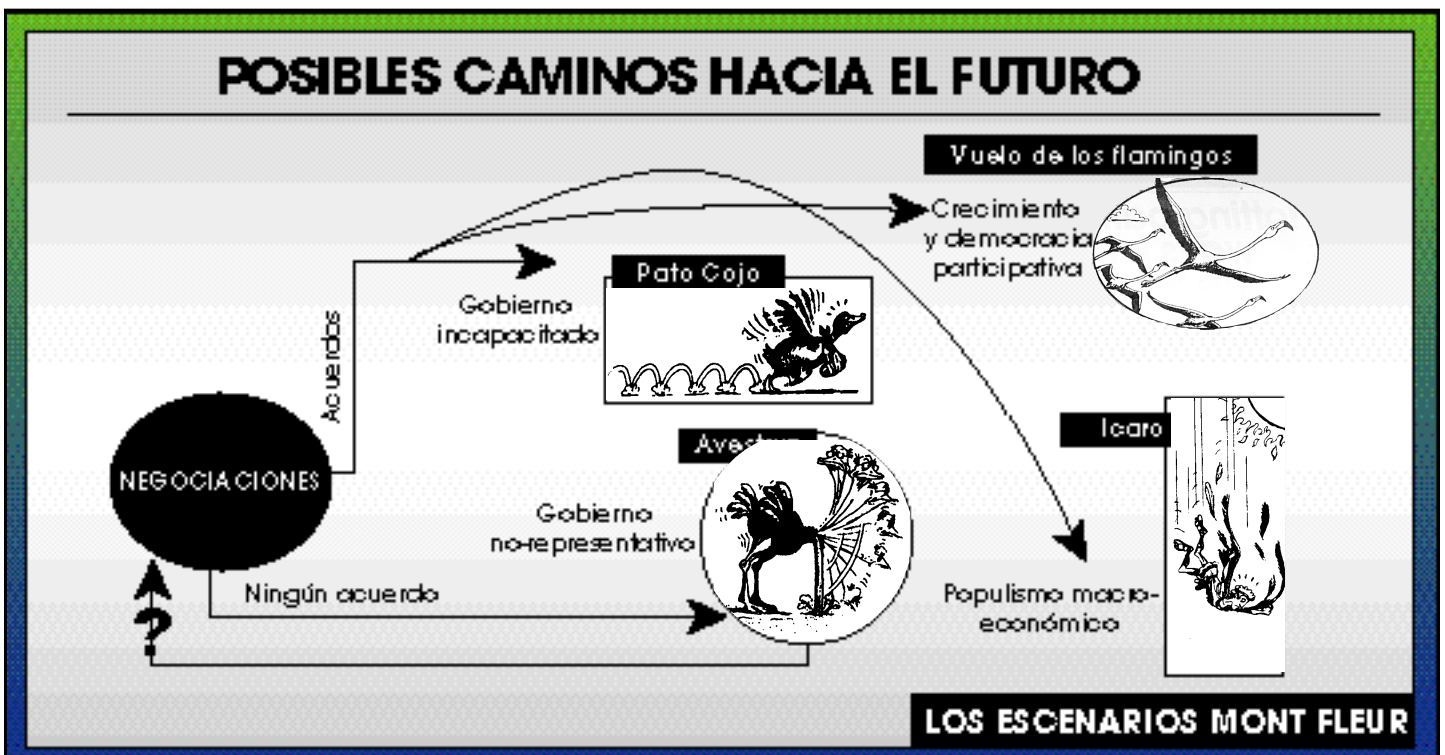 POSIBLES CAMINOS HACIA EL FUTURO
Vuelo de los flamingos
Crecimiento
y democracia
participativa
Pato Cojo
Gobierno
incapacitado
Acuerdos
NEGOCIACIONES
Icaro
Gobierno
no-representativo
Ningún acuerdo
?
Populismo macro-
económico
LOS ESCENARIOS MONT FLEUR